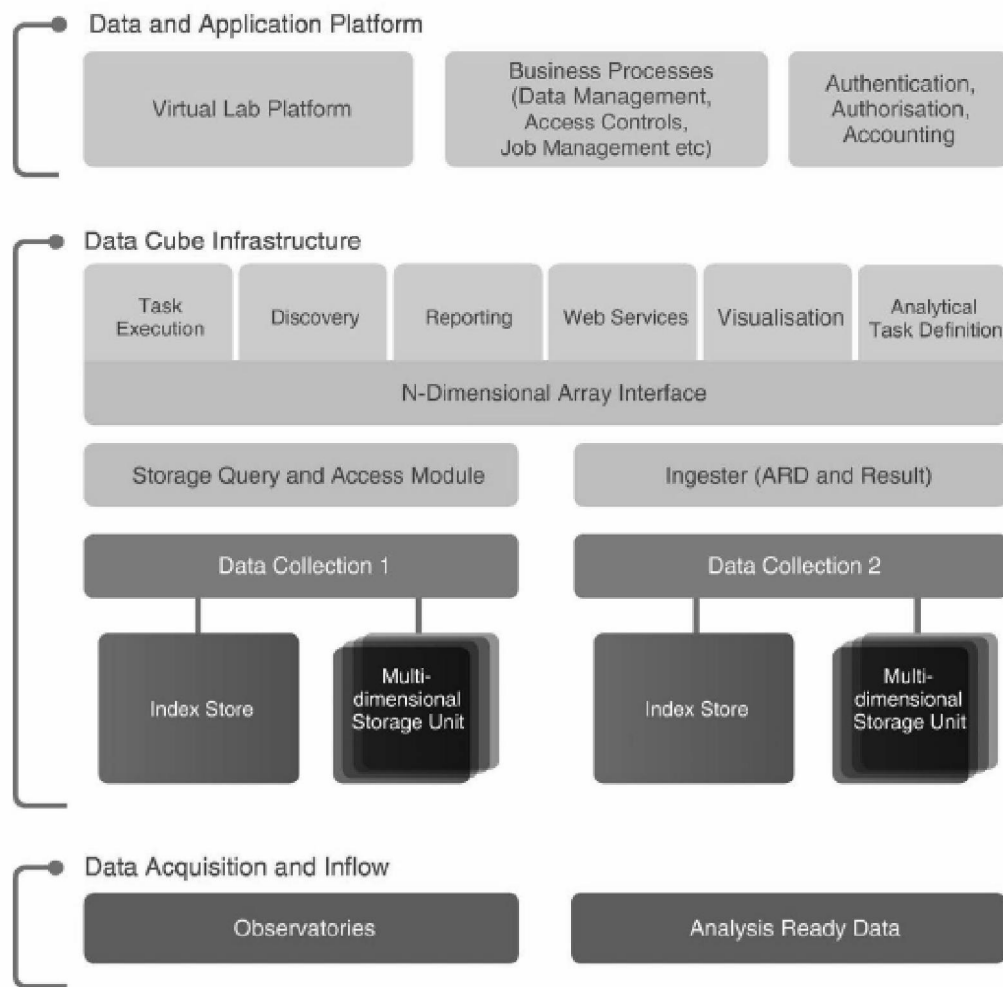 Data and Application Platform
Virtual Lab Platform
Business Processes
(Data Management,
Access Controls,
Job Management etc)
Authentication,
Authorisation,
Accounting
Data Cube Infrastructure
Task
Execution
Discovery
Reporting
Web Services
Visualisation
Analytical
Task Definition
N-Dimensional Array Interface
Storage Query and Access Module
Ingester (ARD and Result)
Data Collection 1
Data Collection 2
Index Store
Multi-
dimensional
Storage Unit
Index Store
Multi-
dimensional
Storage Unit
Data Acquisition and Inflow
Observatories
Analysis Ready Data